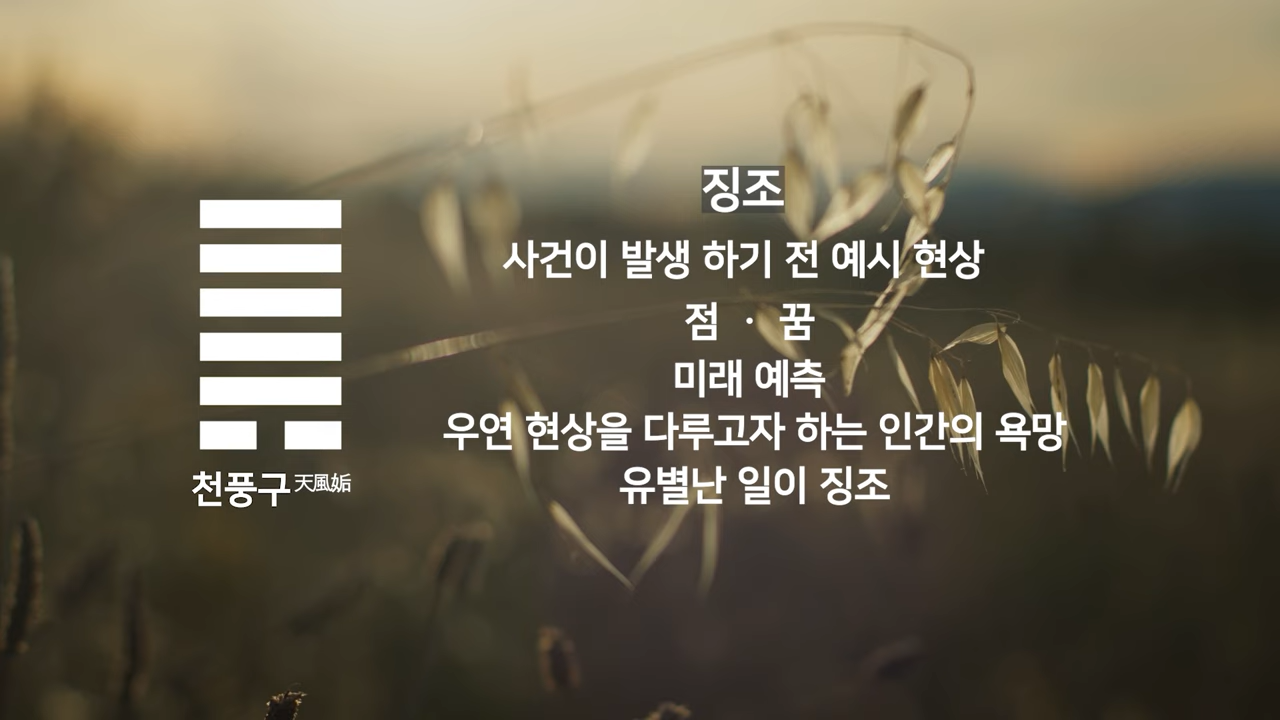 징조
사건이 발생 하기 전 예시 현상
점 · 꿈
미래 예측
우연 현상을 다루고자 하는 인간의 욕망
유별난 일이 징조
천풍구 天風姤